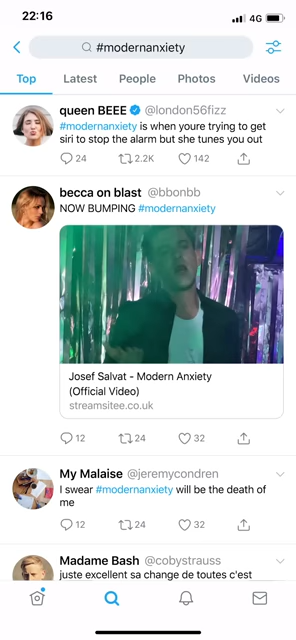 22:16
4G
#modernanxiety
Top Latest People Photos Videos
queen BEEE @london56fizz
#modernanxiety is when youre trying to get
siri to stop the alarm but she tunes you out
24 2.2K 142
becca on blast @bbonbb
NOW BUMPING #modernanxiety
Josef Salvat - Modern Anxiety
(Official Video)
streamsitee.co.uk
12 24 32
My Malaise @jeremycondren
I swear #modernanxiety will be the death of
me
12 24 32
Madame Bash @cobystrauss
juste excellent sa change de toutes c'est